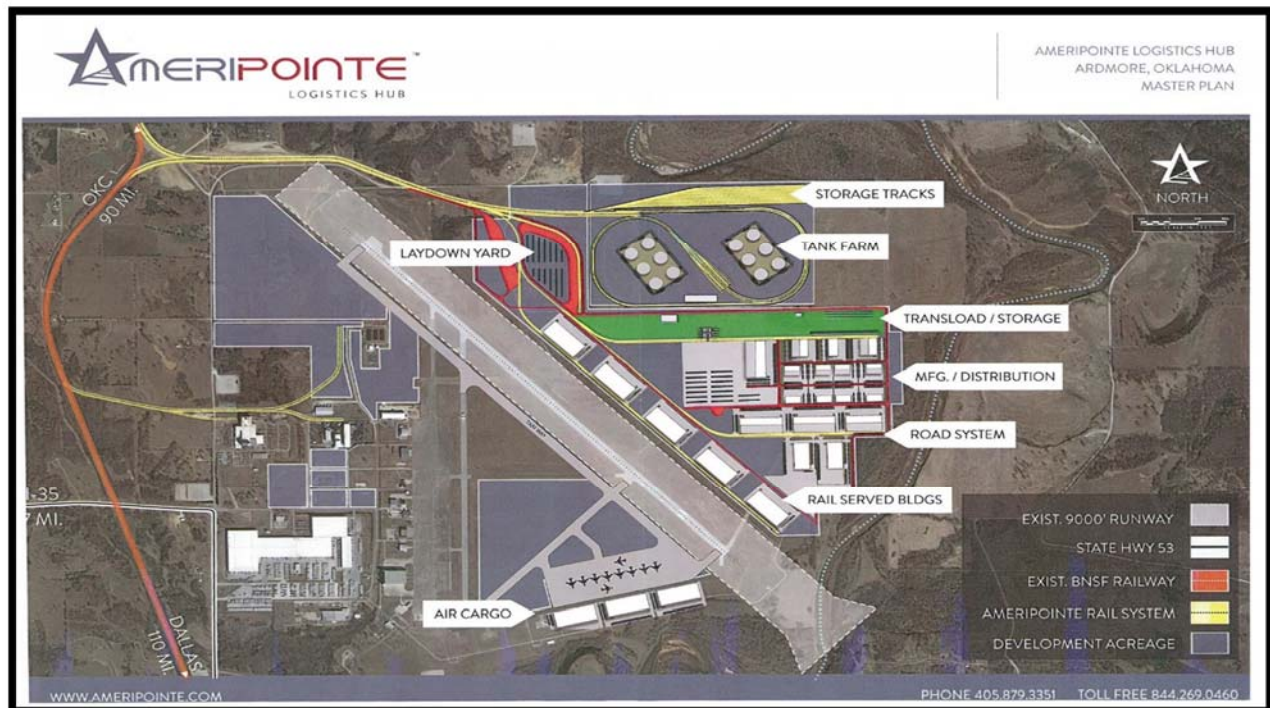 AMERIPOINTE™
LOGISTICS HUB
AMERIPOINTE LOGISTICS HUB
ARDMORE, OKLAHOMA
MASTER PLAN
OKC
90 MI.
NORTH
STORAGE TRACKS
LAYDOWN YARD
TANK FARM
TRANSLOAD / STORAGE
MFG. / DISTRIBUTION
ROAD SYSTEM
RAIL SERVED BLDGS
I-35
7 MI.
AIR CARGO
DALLAS
110 MI.
EXIST. 9000' RUNWAY
STATE HWY 53
EXIST. BNSF RAILWAY
AMERIPOINTE RAIL SYSTEM
DEVELOPMENT ACREAGE
WWW.AMERIPOINTE.COM
PHONE 405.879.3351 TOLL FREE 844.269.0460